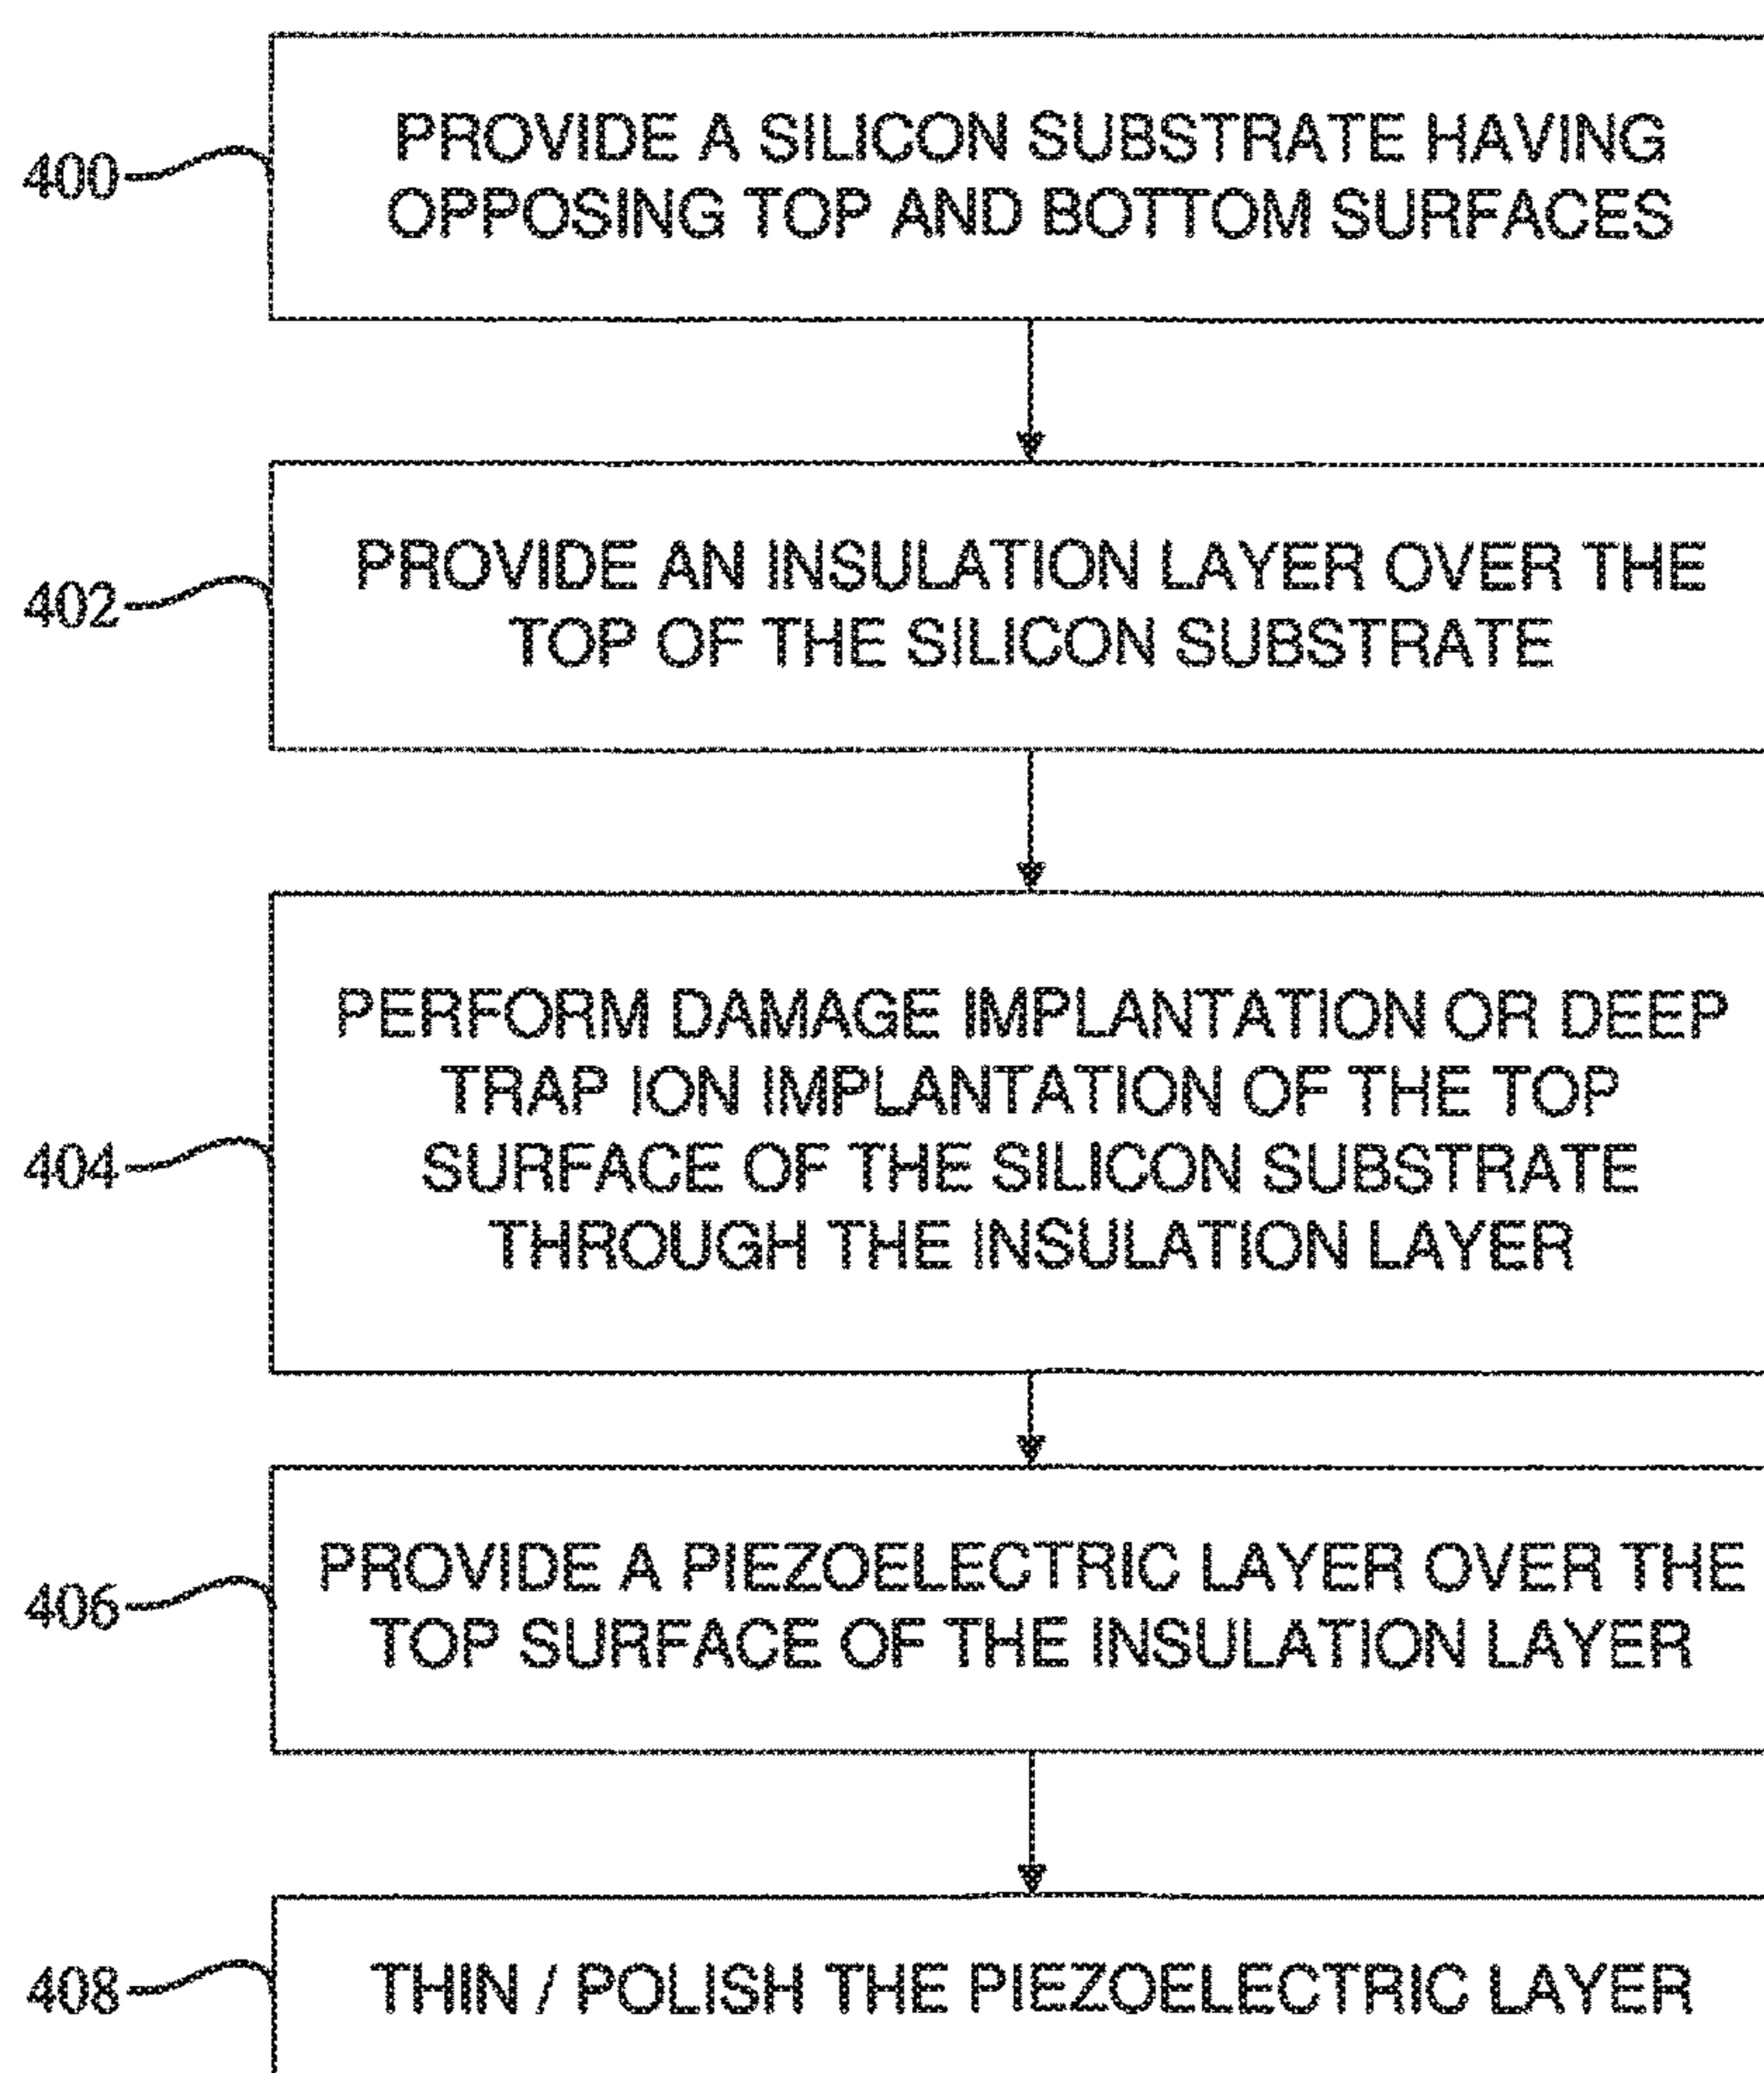 400
PROVIDE A SILICON SUBSTRATE HAVING
OPPOSING TOP AND BOTTOM SURFACES
402
PROVIDE AN INSULATION LAYER OVER THE
TOP OF THE SILICON SUBSTRATE
404
PERFORM DAMAGE IMPLANTATION OR DEEP
TRAP ION IMPLANTATION OF THE TOP
SURFACE OF THE SILICON SUBSTRATE
THROUGH THE INSULATION LAYER
406
PROVIDE A PIEZOELECTRIC LAYER OVER THE
TOP SURFACE OF THE INSULATION LAYER
408
THIN / POLISH THE PIEZOELECTRIC LAYER